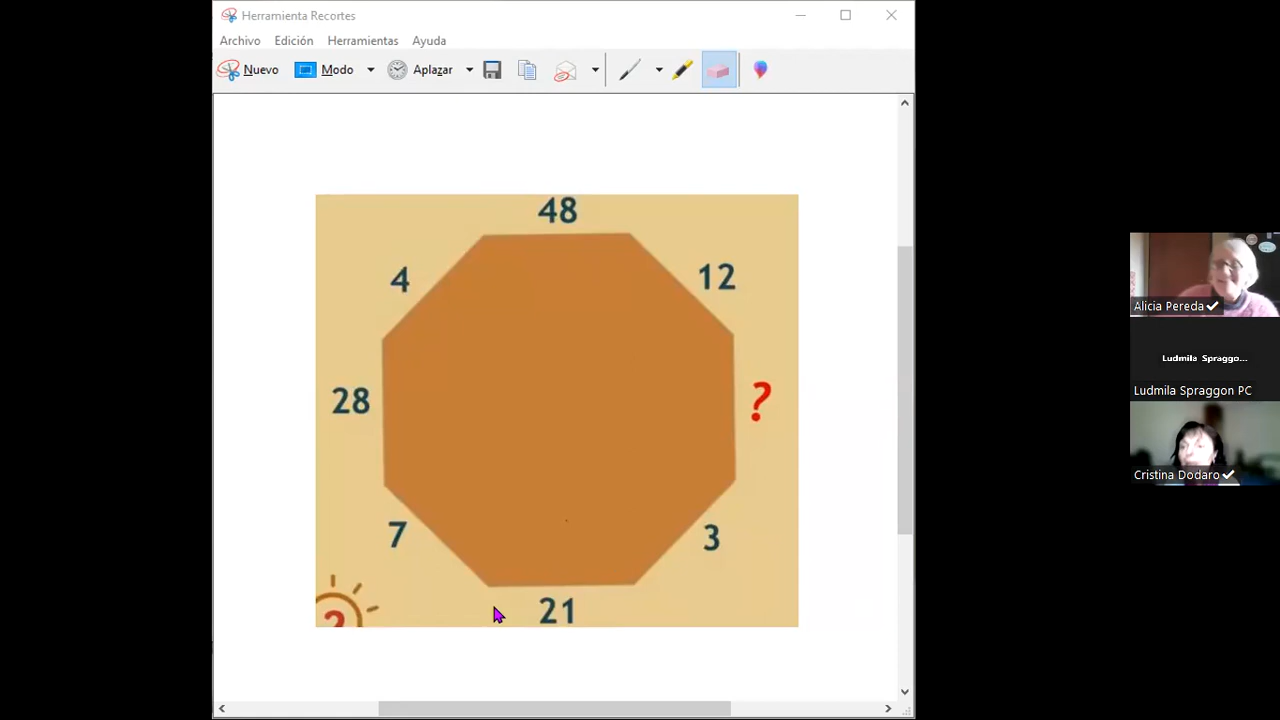 Herramienta Recortes
Archivo Edición Herramientas Ayuda
Nuevo Modo Aplazar
48
4 12
28 ?
7 3
21
2
Alicia Pereda
Ludmila Spraggo...
Ludmila Spraggon PC
Cristina Dodaro